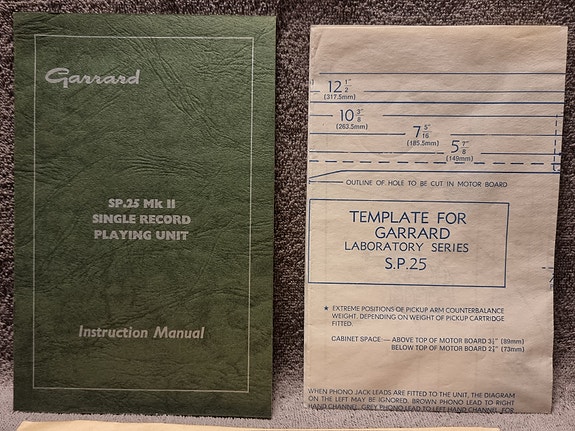 Garrard
SP.25 Mk II
SINGLE RECORD
PLAYING UNIT
Instruction Manual
12 1/2"
(317.5mm)
10 3/8"
(263.5mm)
7 5/16"
(185.5mm)
5 7/8"
(149mm)
OUTLINE OF HOLE TO BE CUT IN MOTOR BOARD
TEMPLATE FOR
GARRARD
LABORATORY SERIES
S.P.25
★ EXTREME POSITIONS OF PICKUP ARM COUNTERBALANCE
WEIGHT, DEPENDING ON WEIGHT OF PICKUP CARTRIDGE
FITTED.
CABINET SPACE — ABOVE TOP OF MOTOR BOARD 3½" (89mm)
BELOW TOP OF MOTOR BOARD 2⅞" (73mm)
WHEN PHONO JACK LEADS ARE FITTED TO THE UNIT, THE DIAGRAM
ON THE LEFT MAY BE IGNORED. BROWN PHONO LEAD TO RIGHT
HAND CHANNEL, GREY PHONO LEAD TO LEFT HAND CHANNEL, FOR